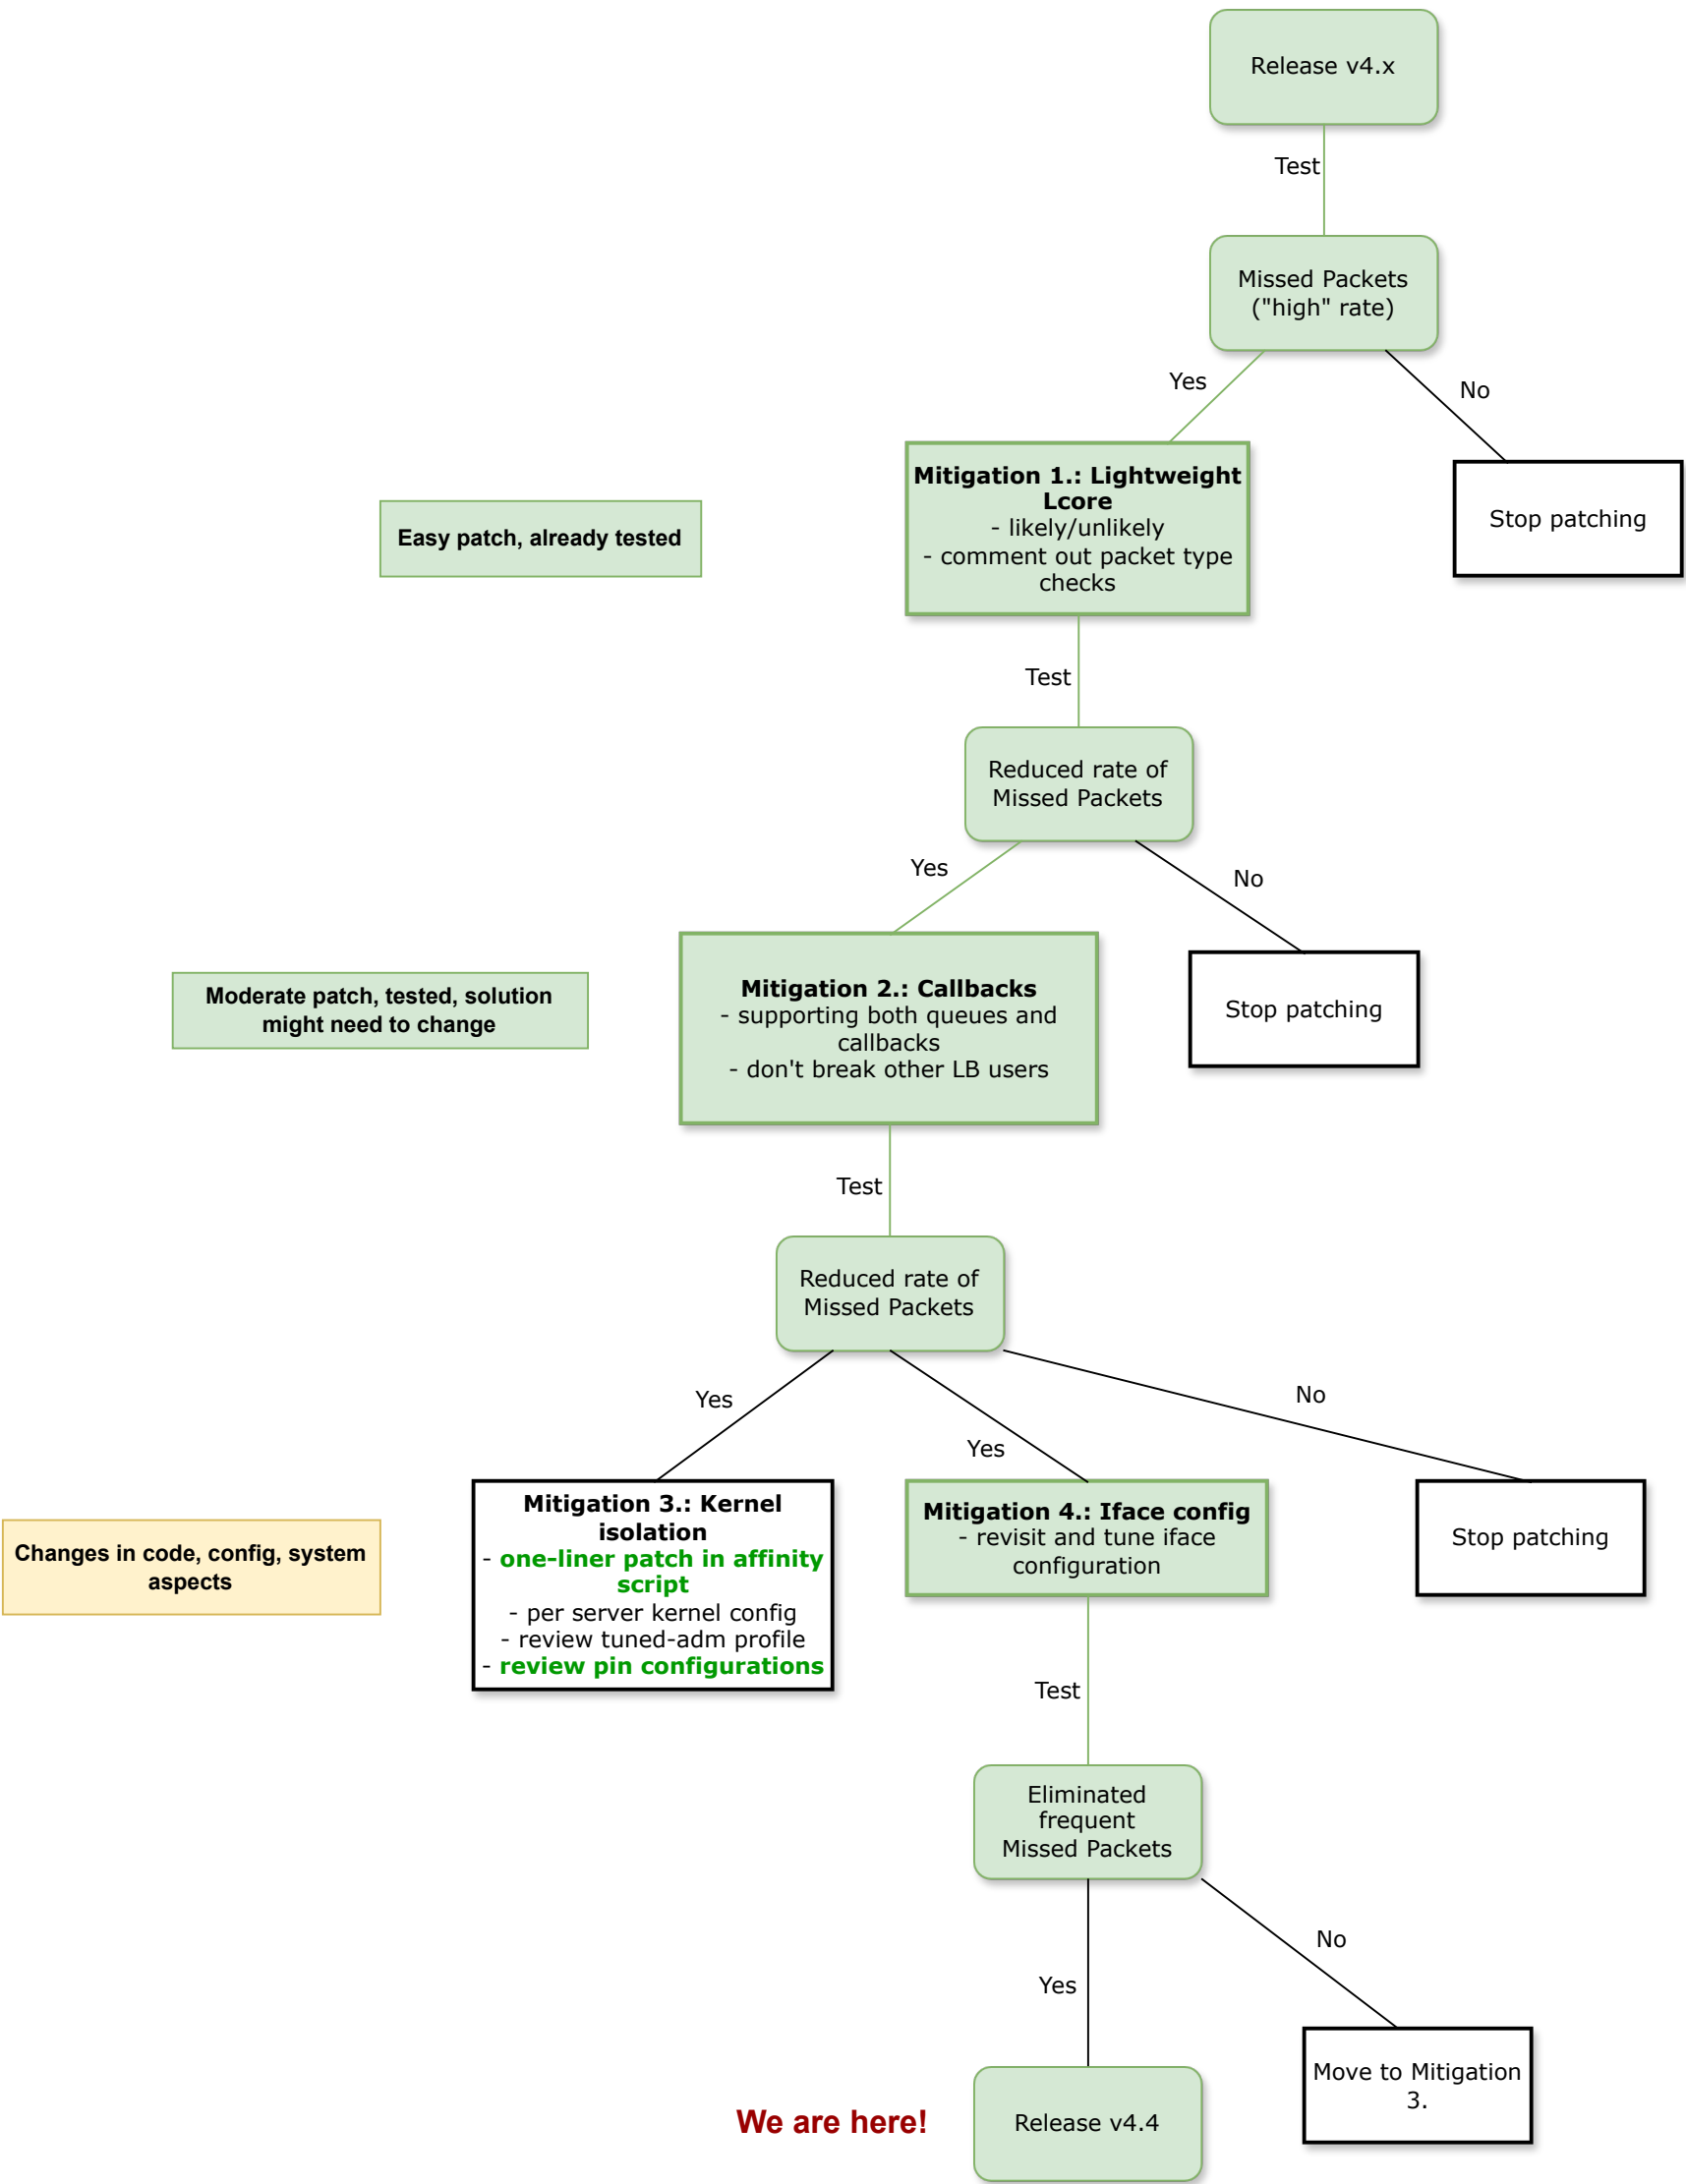 Release v4.x
Test
Missed Packets
("high" rate)
Yes
No
Mitigation 1.: Lightweight
Lcore
- likely/unlikely
- comment out packet type
checks
Stop patching
Easy patch, already tested
Test
Reduced rate of
Missed Packets
Yes
No
Mitigation 2.: Callbacks
- supporting both queues and
callbacks
- don't break other LB users
Stop patching
Moderate patch, tested, solution
might need to change
Test
Reduced rate of
Missed Packets
Yes
Yes
No
Mitigation 3.: Kernel
isolation
- one-liner patch in affinity
script
- per server kernel config
- review tuned-adm profile
- review pin configurations
Mitigation 4.: Iface config
- revisit and tune iface
configuration
Stop patching
Changes in code, config, system
aspects
Test
Eliminated
frequent
Missed Packets
Yes
No
Move to Mitigation
3.
We are here!
Release v4.4